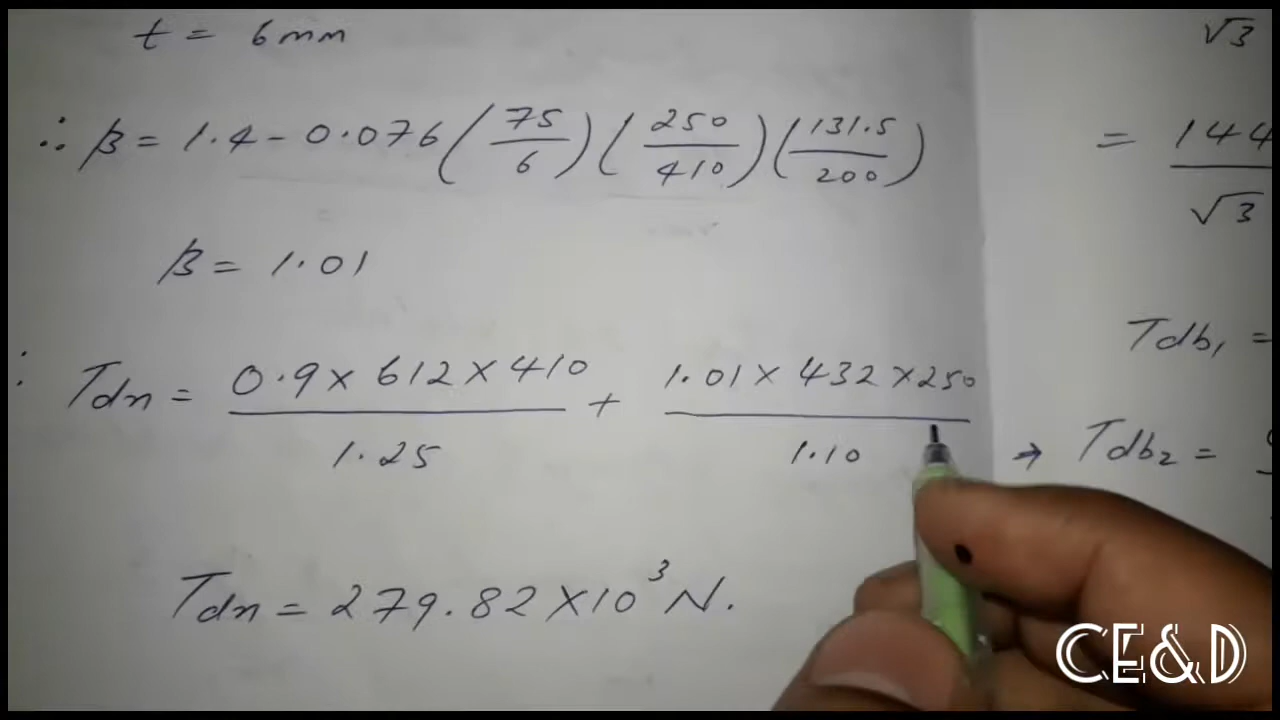 t = 6mm
∴ β = 1.4 - 0.076 (75/6) (250/410) (131.5/200)
β = 1.01
∴ Tdn = 0.9 × 612 × 410 / 1.25 + 1.01 × 432 × 250 / 1.10
Tdn = 279.82 × 10³ N.
√3
= 144 / √3
Tdb₁ =
→ Tdb₂ =
CE&D